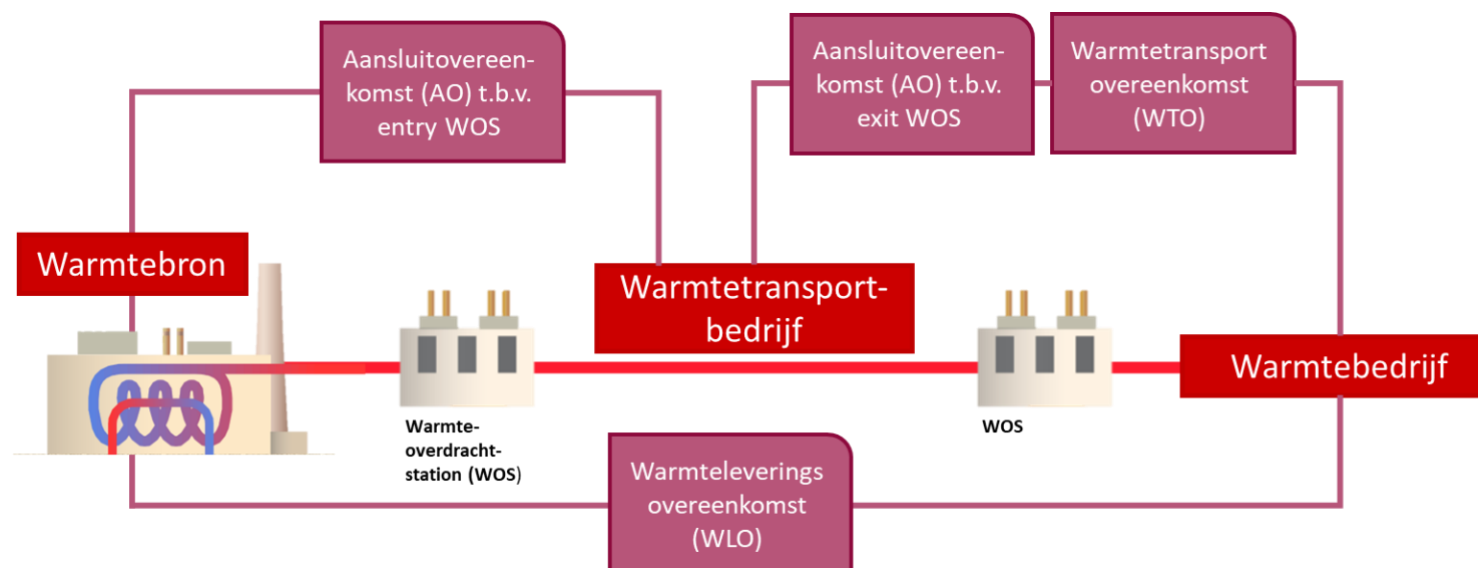 Aansluitovereen-
komst (AO) t.b.v.
entry WOS
Aansluitovereen-
komst (AO) t.b.v.
exit WOS
Warmtetransport
overeenkomst
(WTO)
Warmtebron
Warmtetransport-
bedrijf
Warmtebedrijf
Warmte-
overdracht-
station (WOS)
WOS
Warmteleverings
overeenkomst
(WLO)